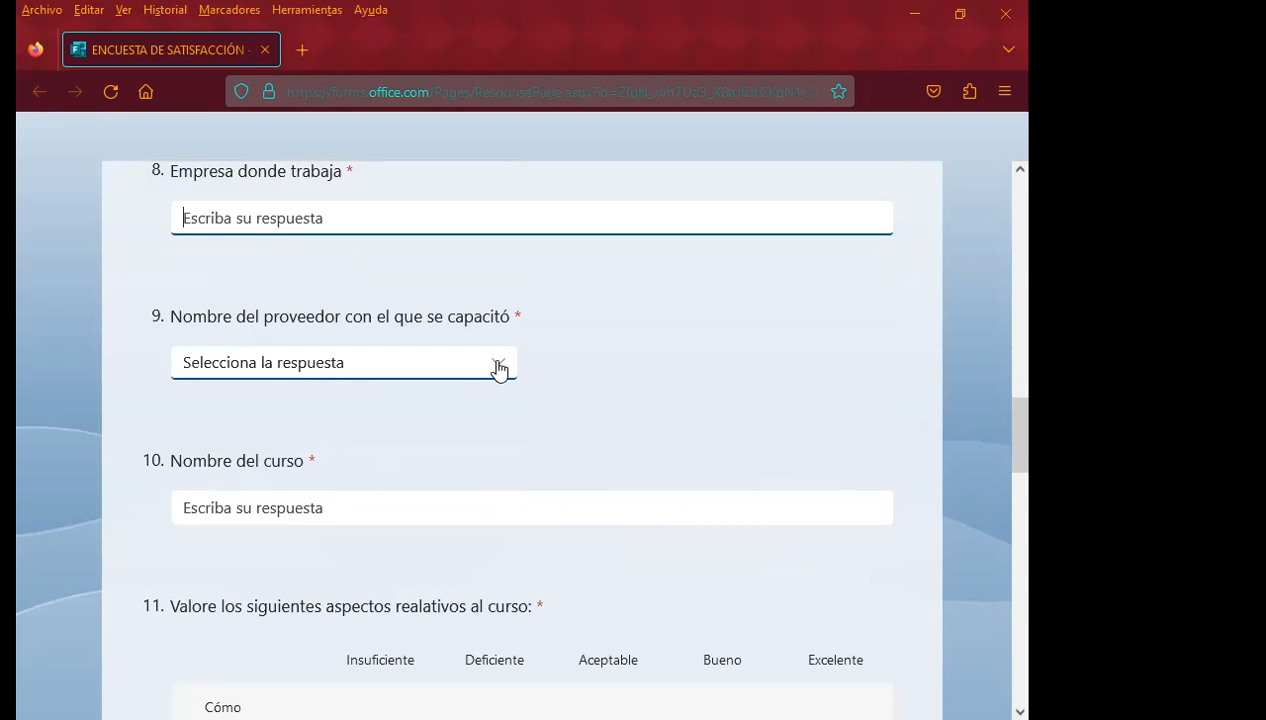 Archivo Editar Ver Historial Marcadores Herramientas Ayuda
ENCUESTA DE SATISFACCIÓN -
office.com
8. Empresa donde trabaja *
Escriba su respuesta
9. Nombre del proveedor con el que se capacitó *
Selecciona la respuesta
10. Nombre del curso *
Escriba su respuesta
11. Valore los siguientes aspectos realativos al curso: *
Insuficiente Deficiente Aceptable Bueno Excelente
Cómo